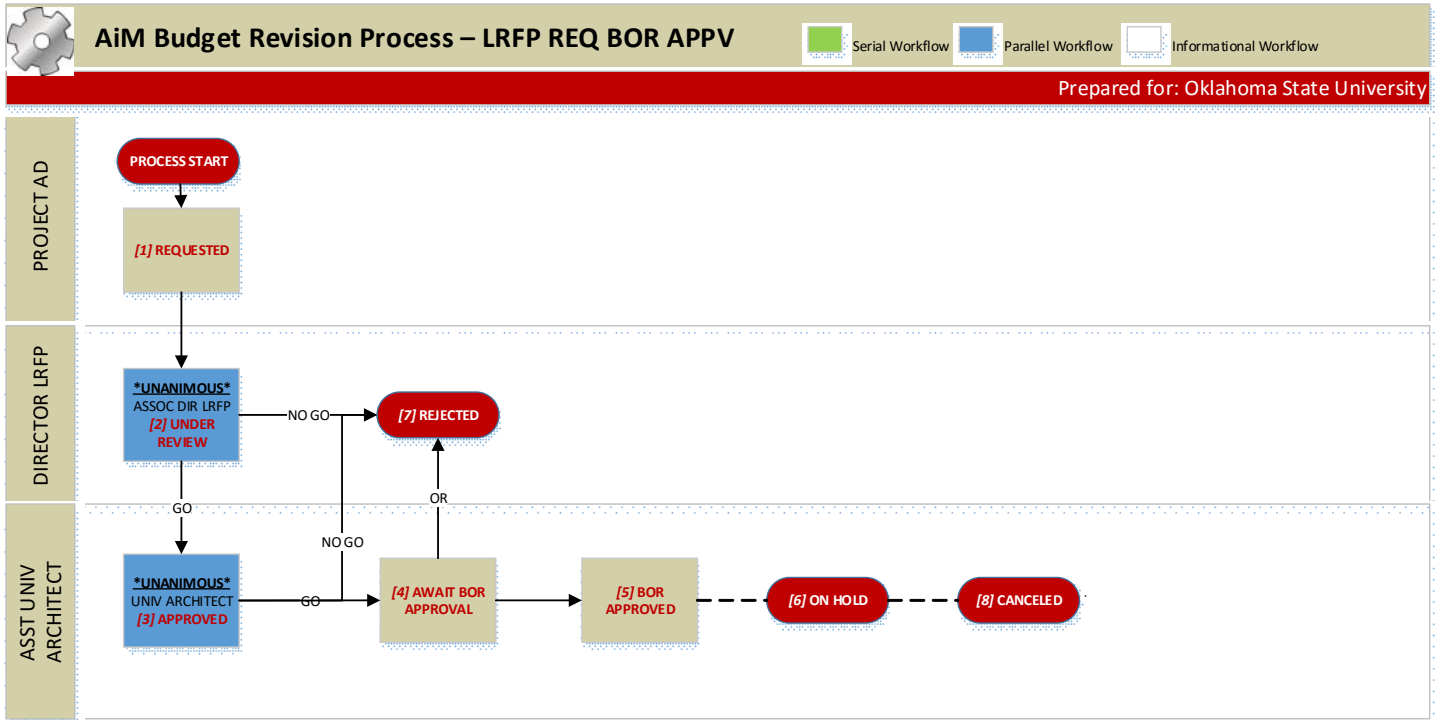 AiM Budget Revision Process – LRFP REQ BOR APPV
Serial Workflow
Parallel Workflow
Informational Workflow
Prepared for: Oklahoma State University
PROJECT AD
PROCESS START
[1] REQUESTED
DIRECTOR LRFP
*UNANIMOUS*
ASSOC DIR LRFP
[2] UNDER
REVIEW
NO GO
[7] REJECTED
GO
OR
NO GO
ASST UNIV
ARCHITECT
*UNANIMOUS*
UNIV ARCHITECT
[3] APPROVED
GO
[4] AWAIT BOR
APPROVAL
[5] BOR
APPROVED
[6] ON HOLD
[8] CANCELED